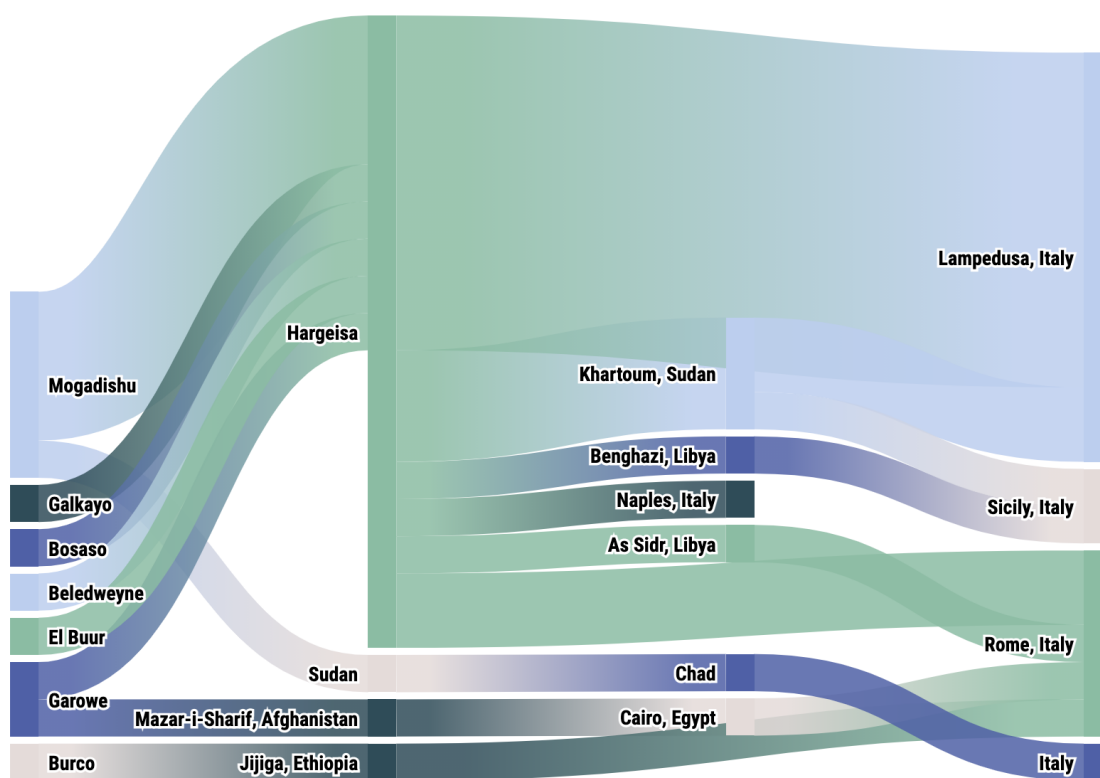 Mogadishu
Galkayo
Bosaso
Beledweyne
El Buur
Garowe
Burco
Hargeisa
Sudan
Mazar-i-Sharif, Afghanistan
Jijiga, Ethiopia
Khartoum, Sudan
Benghazi, Libya
Naples, Italy
As Sidr, Libya
Chad
Cairo, Egypt
Lampedusa, Italy
Sicily, Italy
Rome, Italy
Italy